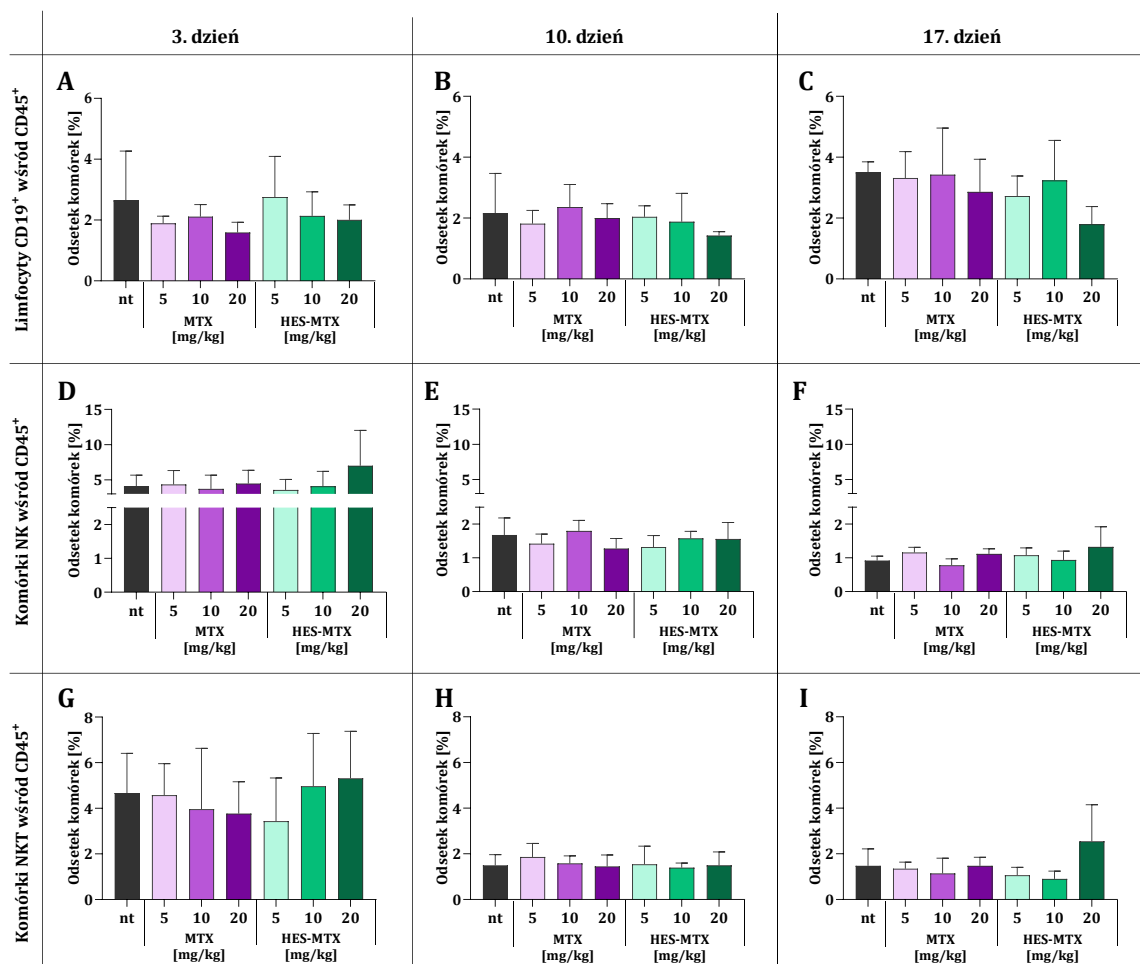 3. dzień
10. dzień
17. dzień
Limfocyty CD19+ wśród CD45+
A
Odsetek komórek [%]
6
4
2
0
nt 5 10 20 5 10 20
MTX HES-MTX
[mg/kg] [mg/kg]
B
Odsetek komórek [%]
6
4
2
0
nt 5 10 20 5 10 20
MTX HES-MTX
[mg/kg] [mg/kg]
C
Odsetek komórek [%]
6
4
2
0
nt 5 10 20 5 10 20
MTX HES-MTX
[mg/kg] [mg/kg]
Komórki NK wśród CD45+
D
Odsetek komórek [%]
15
10
5
2
1
0
nt 5 10 20 5 10 20
MTX HES-MTX
[mg/kg] [mg/kg]
E
Odsetek komórek [%]
15
10
5
2
1
0
nt 5 10 20 5 10 20
MTX HES-MTX
[mg/kg] [mg/kg]
F
Odsetek komórek [%]
15
10
5
2
1
0
nt 5 10 20 5 10 20
MTX HES-MTX
[mg/kg] [mg/kg]
Komórki NKT wśród CD45+
G
Odsetek komórek [%]
8
6
4
2
0
nt 5 10 20 5 10 20
MTX HES-MTX
[mg/kg] [mg/kg]
H
Odsetek komórek [%]
8
6
4
2
0
nt 5 10 20 5 10 20
MTX HES-MTX
[mg/kg] [mg/kg]
I
Odsetek komórek [%]
8
6
4
2
0
nt 5 10 20 5 10 20
MTX HES-MTX
[mg/kg] [mg/kg]